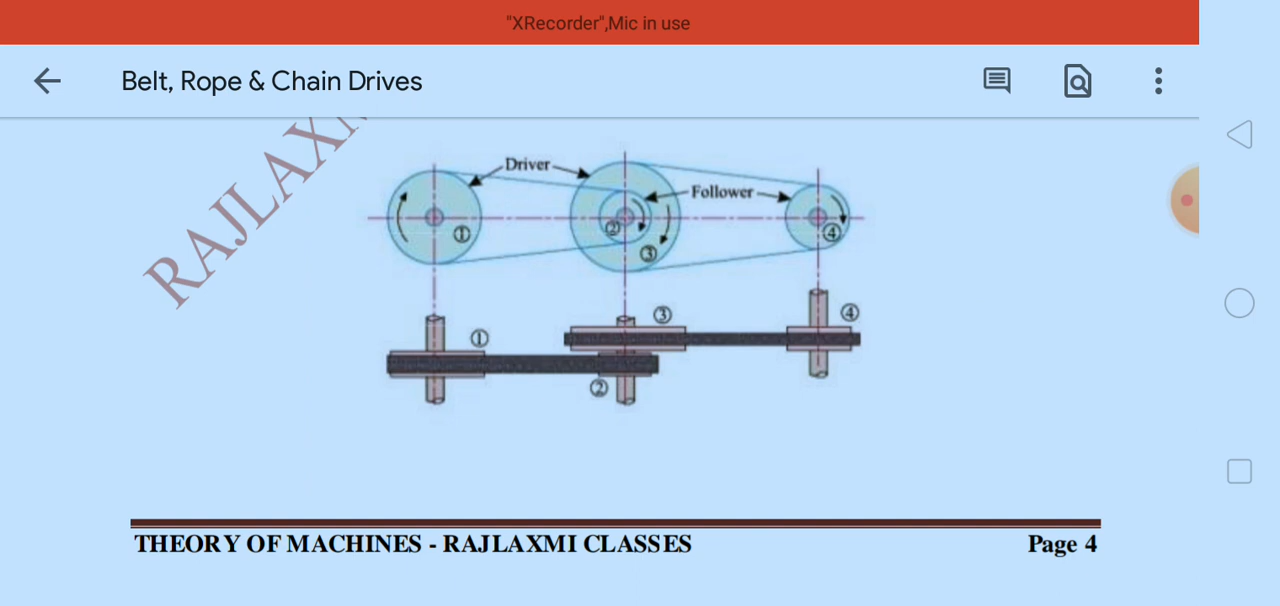 "XRecorder",Mic in use
Belt, Rope & Chain Drives
RAJLAX
Driver
Follower
① ② ③ ④
① ② ③ ④
THEORY OF MACHINES - RAJLAXMI CLASSES
Page 4